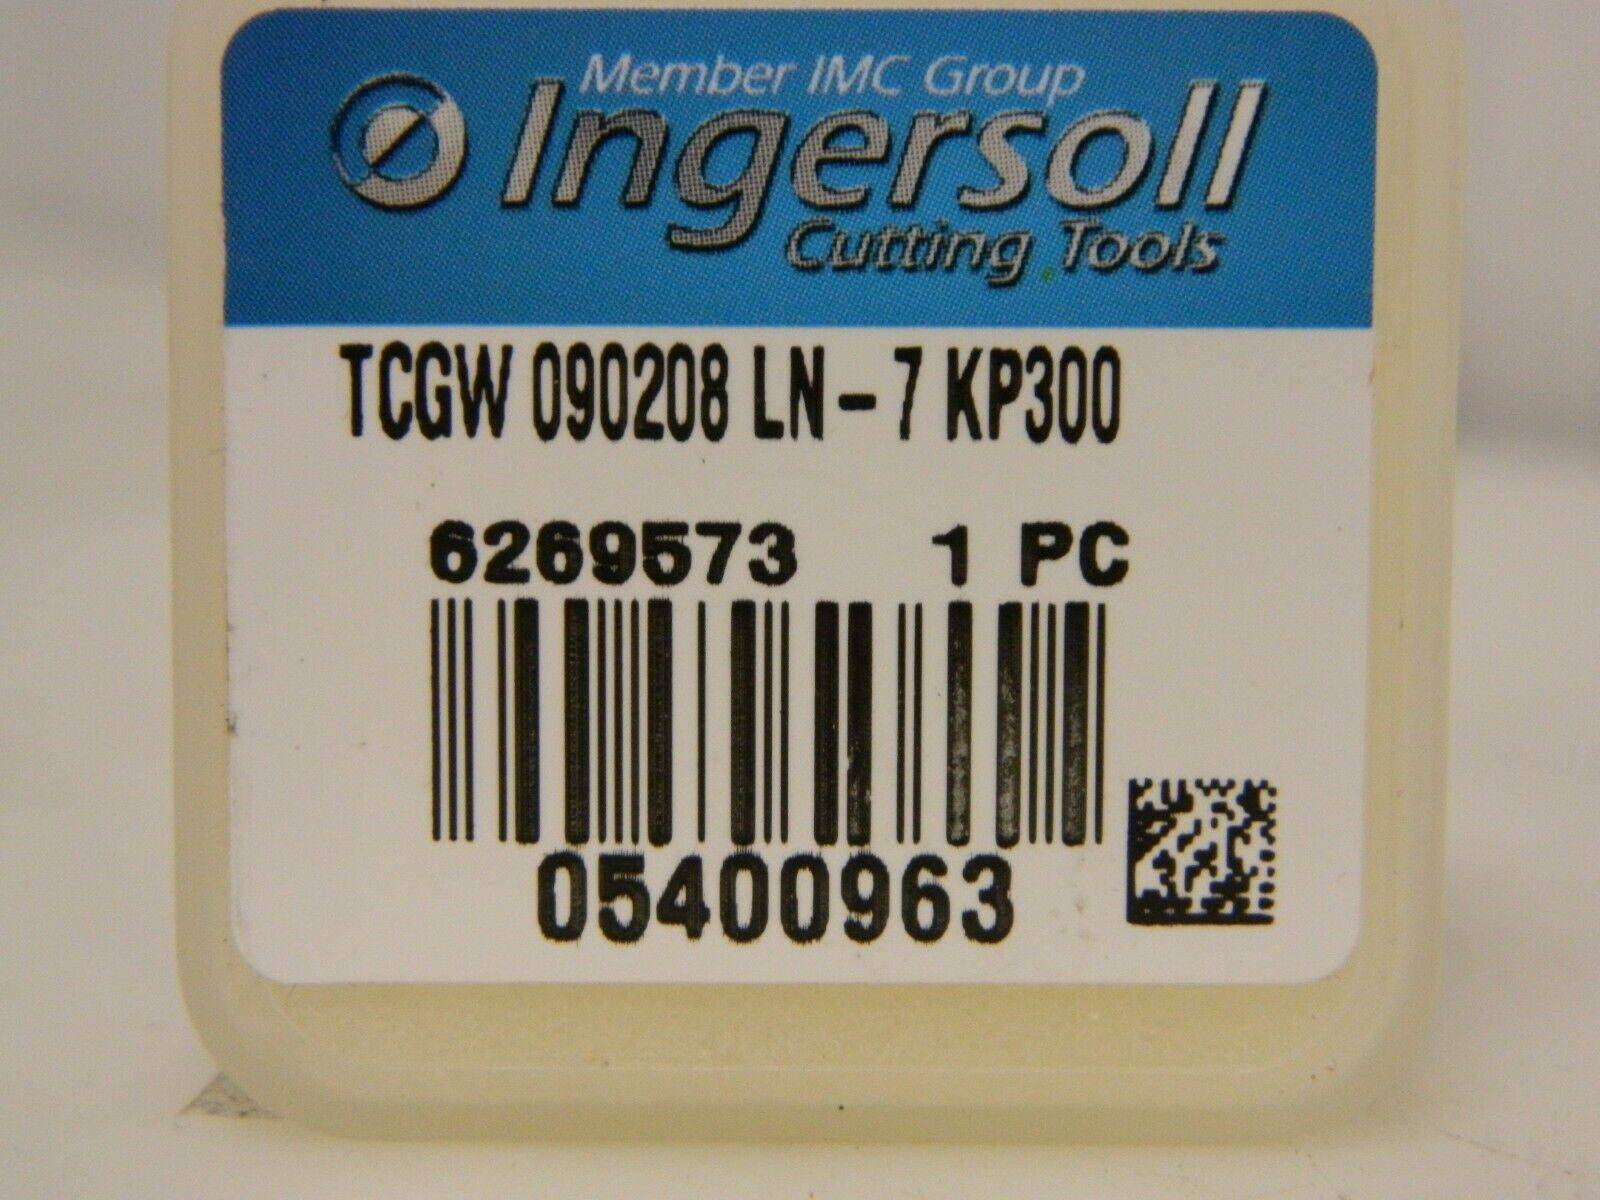 Member IMC Group
Ingersoll
Cutting Tools
TCGW 090208 LN-7 KP300
6269573 1 PC
05400963